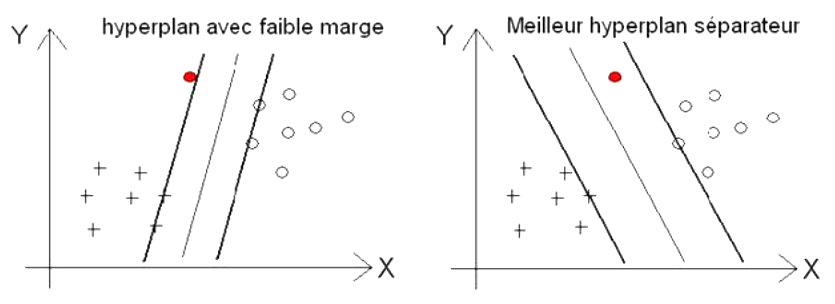 hyperplan avec faible marge
Y
X
Meilleur hyperplan séparateur
Y
X